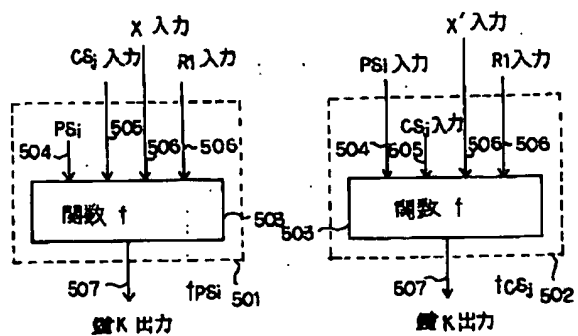 X 入力
CSj 入力
R1 入力
PSi
504
505
506
506
関数 f
503
507
fPSi
501
鍵K 出力
X′ 入力
PSi 入力
R1 入力
CSj 入力
504
505
506
506
関数 f
503
507
fCSj
502
鍵K 出力